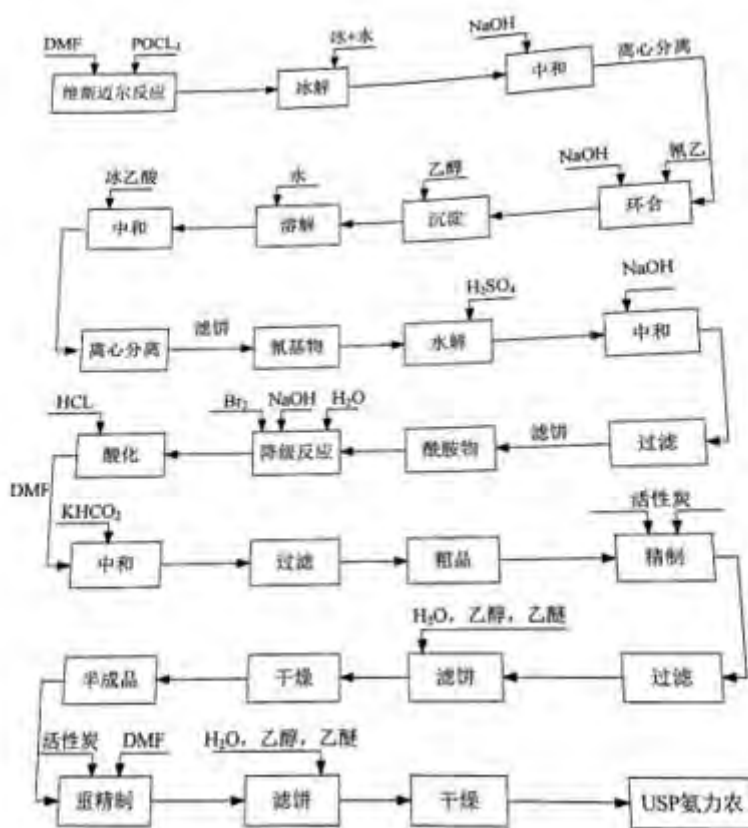 DMF POCL₃ 冰+水 NaOH
维斯迈尔反应 冰解 中和 离心分离
冰乙酸 水 乙醇 NaOH 氰乙
中和 溶解 沉淀 环合
H₂SO₄ NaOH
离心分离 滤饼 氰基物 水解 中和
HCL Br₂ NaOH H₂O
酸化 降级反应 酰胺物 滤饼 过滤
DMF
KHCO₂ 活性炭
中和 过滤 粗品 精制
H₂O，乙醇，乙醚
半成品 干燥 滤饼 过滤
活性炭 DMF H₂O，乙醇，乙醚
重精制 滤饼 干燥 USP氨力农